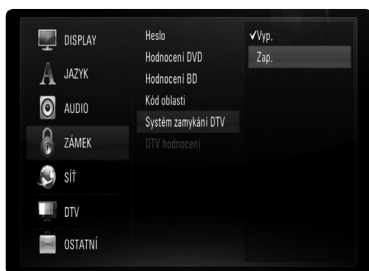 DISPLAY
JAZYK
AUDIO
ZÁMEK
SÍŤ
DTV
OSTATNÍ
Heslo
Hodnocení DVD
Hodnocení BD
Kód oblasti
Systém zamykání DTV
DTV hodnocení
✔Vyp.
Zap.